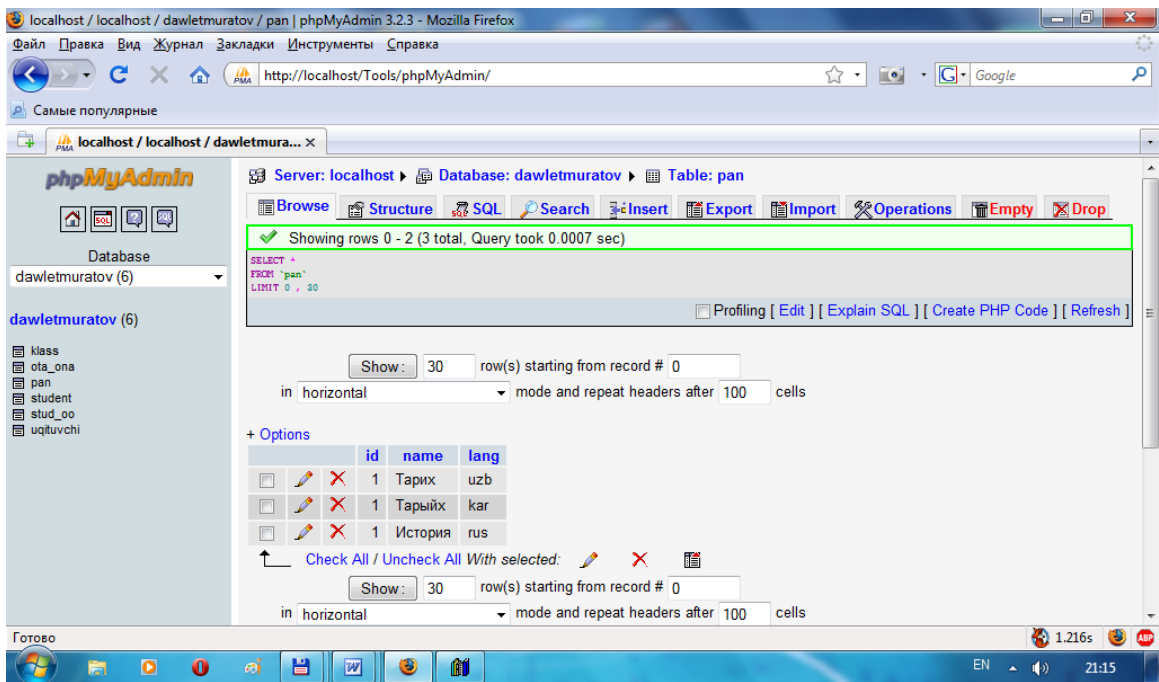 localhost / localhost / dawletmuratov / pan | phpMyAdmin 3.2.3 - Mozilla Firefox
Файл Правка Вид Журнал Закладки Инструменты Справка
PMA http://localhost/Tools/phpMyAdmin/ G Google
Самые популярные
PMA localhost / localhost / dawletmura... ×
phpMyAdmin
SQL
Database
dawletmuratov (6)
dawletmuratov (6)
klass
ota_ona
pan
student
stud_oo
uqituvchi
Server: localhost Database: dawletmuratov Table: pan
Browse Structure SQL Search Insert Export Import Operations Empty Drop
Showing rows 0 - 2 (3 total, Query took 0.0007 sec)
SELECT *
FROM `pan`
LIMIT 0 , 30
Profiling [ Edit ] [ Explain SQL ] [ Create PHP Code ] [ Refresh ]
Show : 30 row(s) starting from record # 0
in horizontal mode and repeat headers after 100 cells
+ Options
id name lang
1 Тарих uzb
1 Тарыйх kar
1 История rus
Check All / Uncheck All With selected:
Show : 30 row(s) starting from record # 0
in horizontal mode and repeat headers after 100 cells
Готово 1.216s ABP
EN 21:15